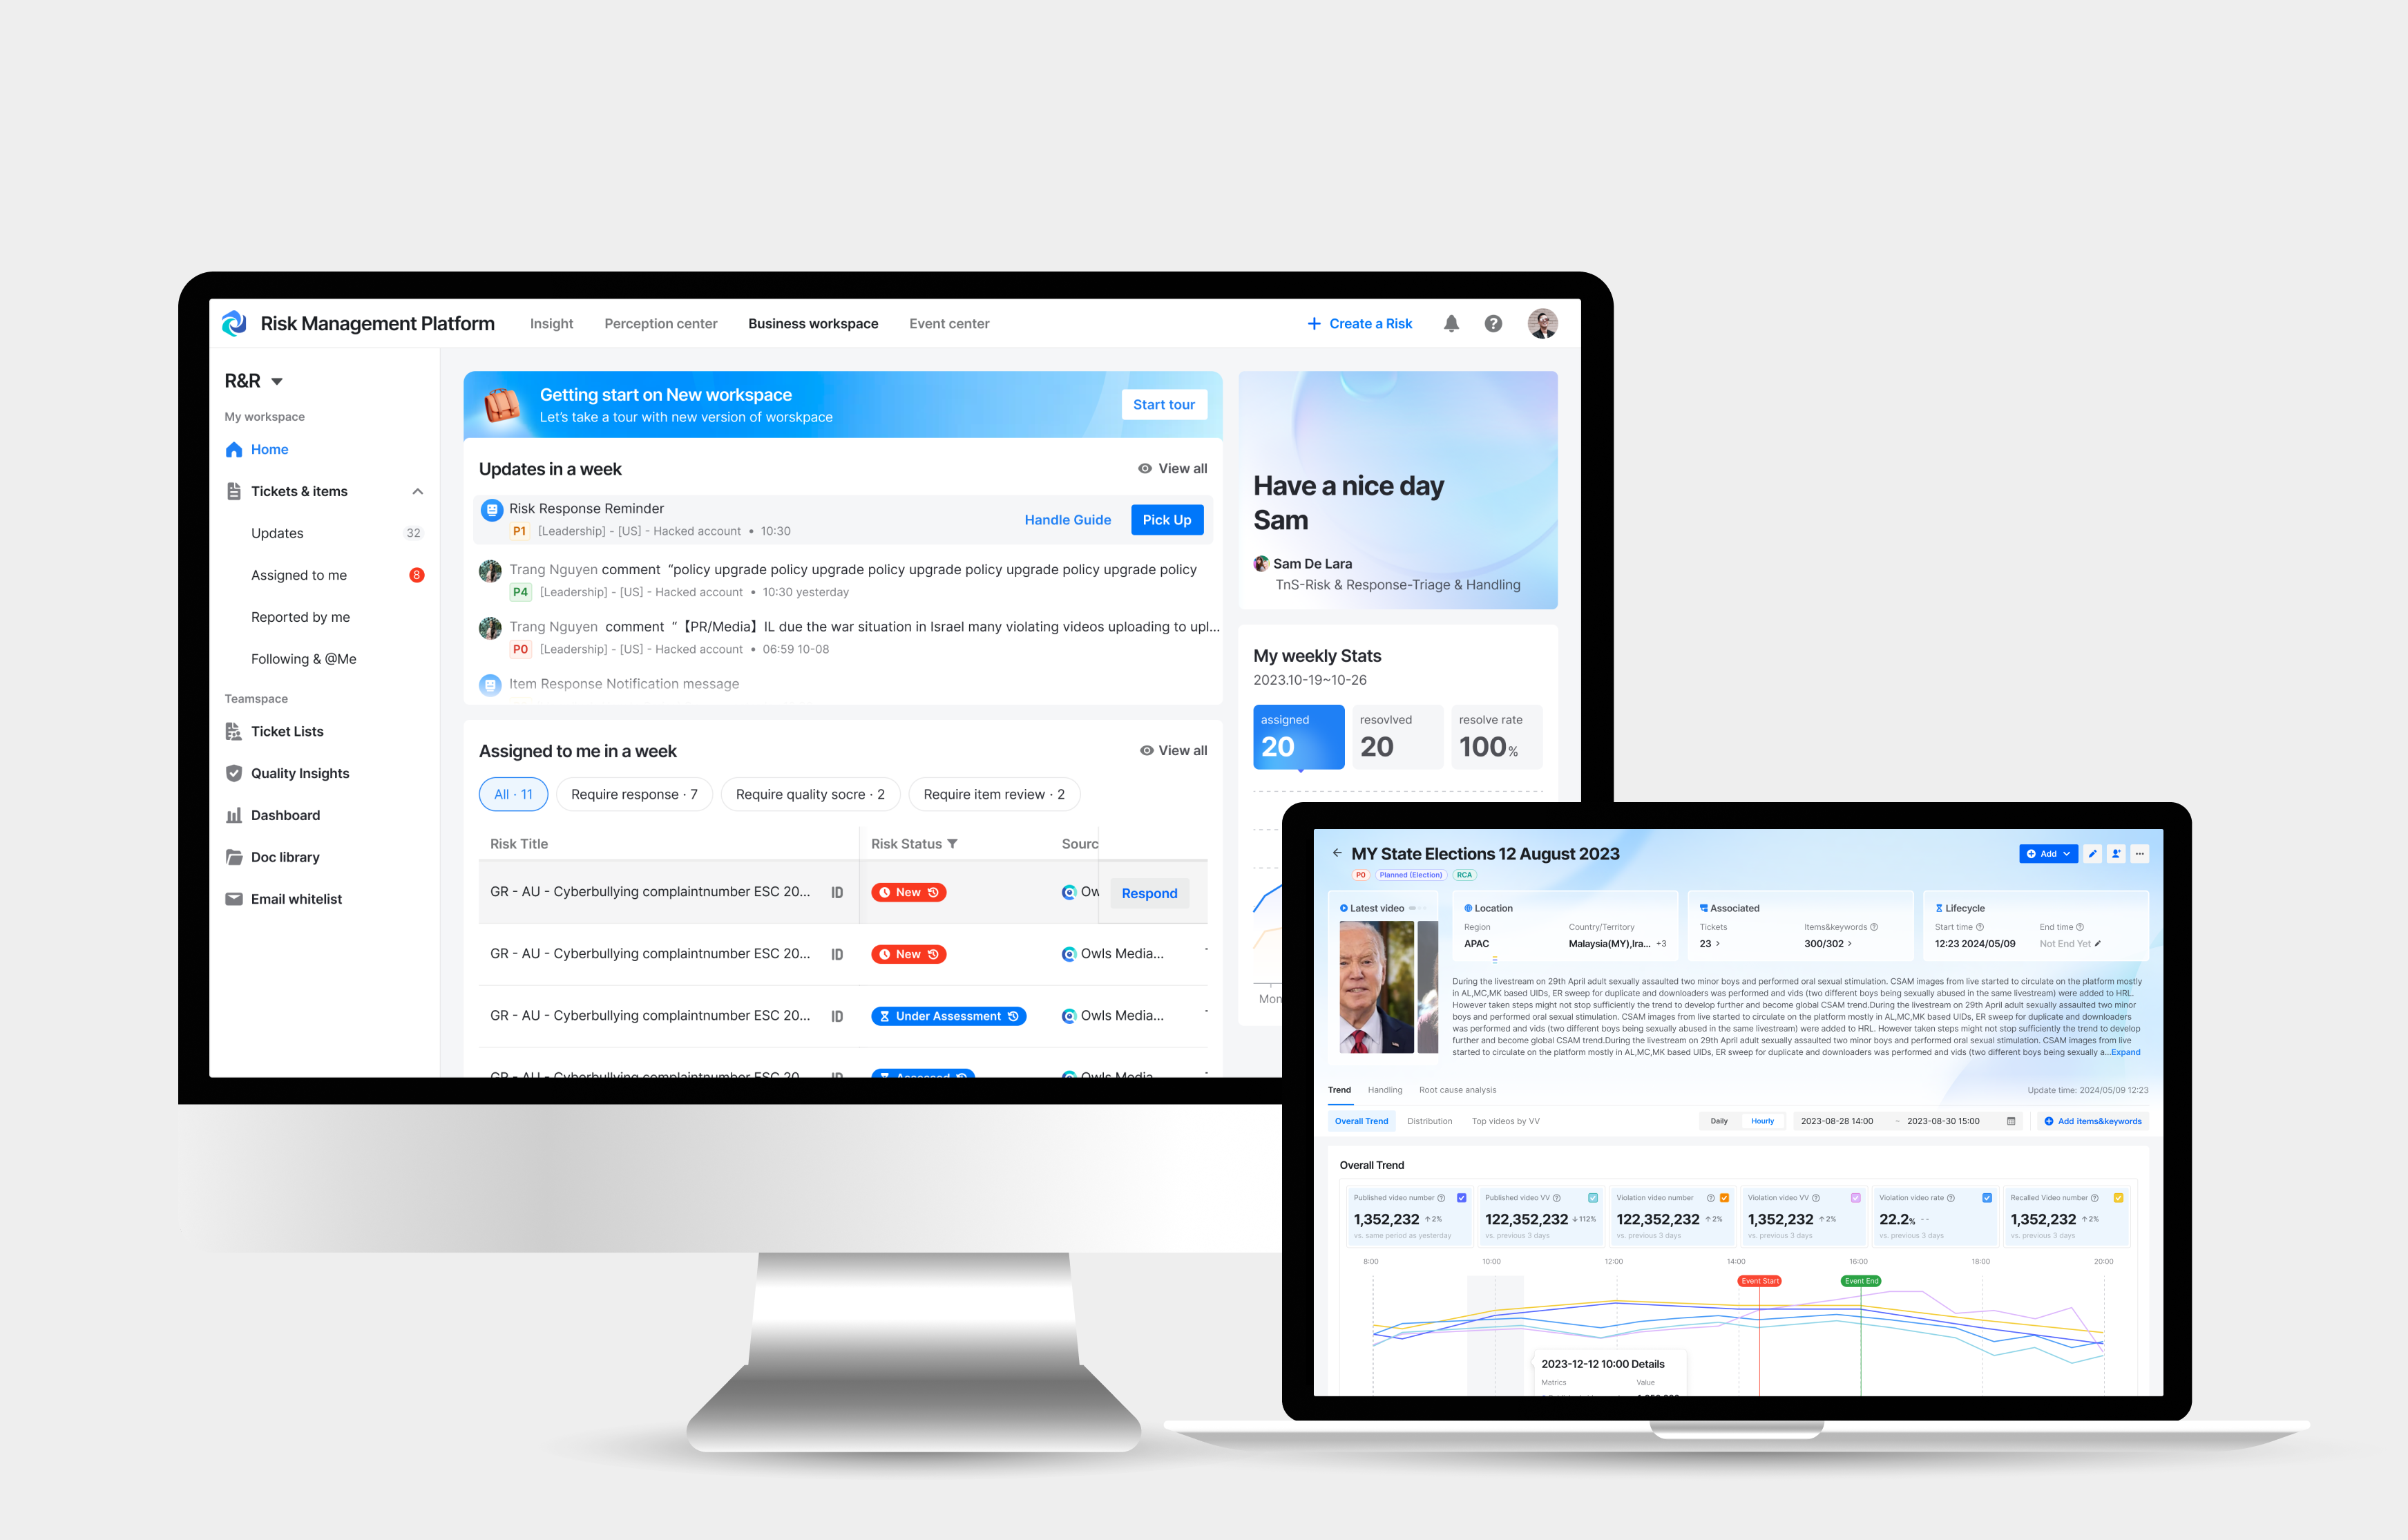 Risk Management Platform
Insight
Perception center
Business workspace
Event center
+ Create a Risk
R&R
My workspace
Home
Tickets & items
Updates 32
Assigned to me 8
Reported by me
Following & @Me
Teamspace
Ticket Lists
Quality Insights
Dashboard
Doc library
Email whitelist
Getting start on New workspace
Let's take a tour with new version of worskpace
Start tour
Updates in a week
View all
Risk Response Reminder
P1 [Leadership] - [US] - Hacked account • 10:30
Handle Guide
Pick Up
Trang Nguyen comment “policy upgrade policy upgrade policy upgrade policy upgrade policy upgrade policy
P4 [Leadership] - [US] - Hacked account • 10:30 yesterday
Trang Nguyen comment “【PR/Media】IL due the war situation in Israel many violating videos uploading to upl...
P0 [Leadership] - [US] - Hacked account • 06:59 10-08
Item Response Notification message
Assigned to me in a week
View all
All · 11
Require response · 7
Require quality socre · 2
Require item review · 2
Risk Title
Risk Status
Sourc
GR - AU - Cyberbullying complaintnumber ESC 20... ID New Ow Respond
GR - AU - Cyberbullying complaintnumber ESC 20... ID New Owls Media...
GR - AU - Cyberbullying complaintnumber ESC 20... ID Under Assessment Owls Media...
GR - AU - Cyberbullying complaintnumber ESC 20... ID Assessed Owls Media...
Have a nice day
Sam
Sam De Lara
TnS-Risk & Response-Triage & Handling
My weekly Stats
2023.10-19~10-26
assigned
20
resovlved
20
resolve rate
100%
Mon
MY State Elections 12 August 2023
P0 Planned (Election) RCA
Add
Latest video
Location
Region
APAC
Country/Territory
Malaysia(MY),Ira... +3
Associated
Tickets
23
Items&keywords
300/302
Lifecycle
Start time
12:23 2024/05/09
End time
Not End Yet
During the livestream on 29th April adult sexually assaulted two minor boys and performed oral sexual stimulation. CSAM images from live started to circulate on the platform mostly
in AL,MC,MK based UIDs, ER sweep for duplicate and downloaders was performed and vids (two different boys being sexually abused in the same livestream) were added to HRL.
However taken steps might not stop sufficiently the trend to develop further and become global CSAM trend.During the livestream on 29th April adult sexually assaulted two minor
boys and performed oral sexual stimulation. CSAM images from live started to circulate on the platform mostly in AL,MC,MK based UIDs, ER sweep for duplicate and downloaders
was performed and vids (two different boys being sexually abused in the same livestream) were added to HRL. However taken steps might not stop sufficiently the trend to develop
further and become global CSAM trend.During the livestream on 29th April adult sexually assaulted two minor boys and performed oral sexual stimulation. CSAM images from live
started to circulate on the platform mostly in AL,MC,MK based UIDs, ER sweep for duplicate and downloaders was performed and vids (two different boys being sexually a...Expand
Trend
Handling
Root cause analysis
Update time: 2024/05/09 12:23
Overall Trend
Distribution
Top videos by VV
Daily
Hourly
2023-08-28 14:00 ~ 2023-08-30 15:00
Add items&keywords
Overall Trend
Published video number
1,352,232 ↑2%
vs. same period as yesterday
Published video VV
122,352,232 ↓112%
vs. previous 3 days
Violation video number
122,352,232 ↑2%
vs. previous 3 days
Violation video VV
1,352,232 ↑2%
vs. previous 3 days
Violation video rate
22.2% --
vs. previous 3 days
Recalled Video number
1,352,232 ↑2%
vs. previous 3 days
8:00 10:00 12:00 14:00 16:00 18:00 20:00
Event Start
Event End
2023-12-12 10:00 Details
Matrics
Value